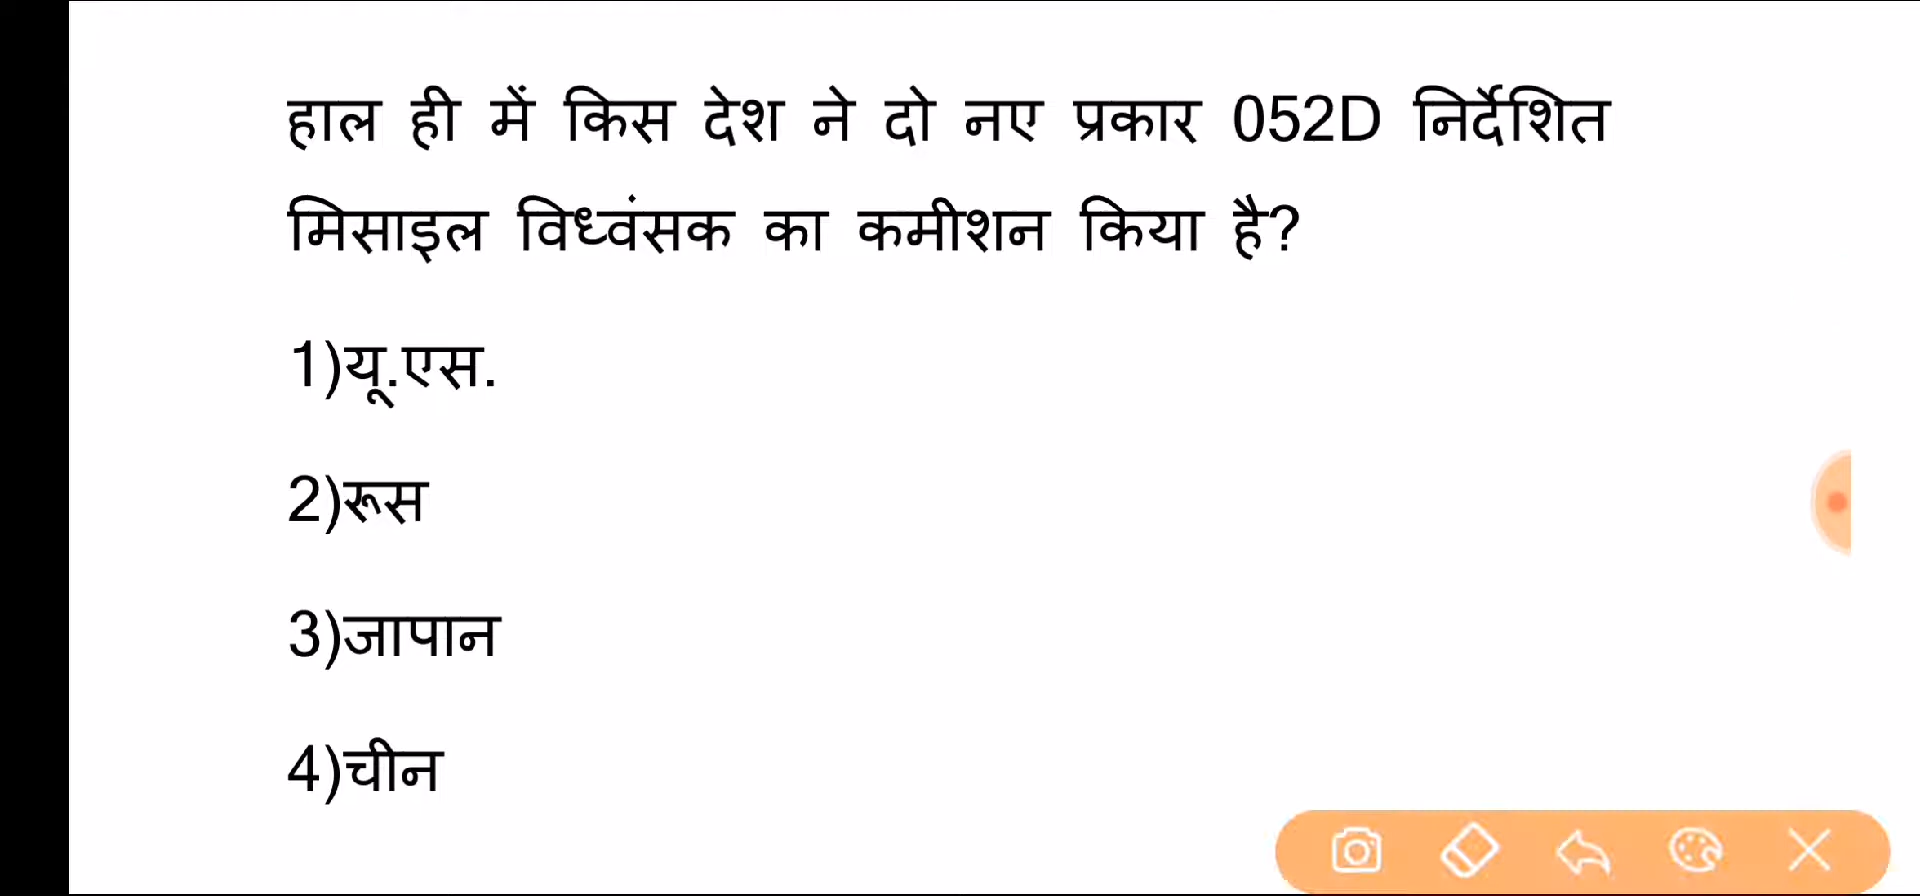 हाल ही में किस देश ने दो नए प्रकार 052D निर्देशित
मिसाइल विध्वंसक का कमीशन किया है?
1)यू.एस.
2)रूस
3)जापान
4)चीन